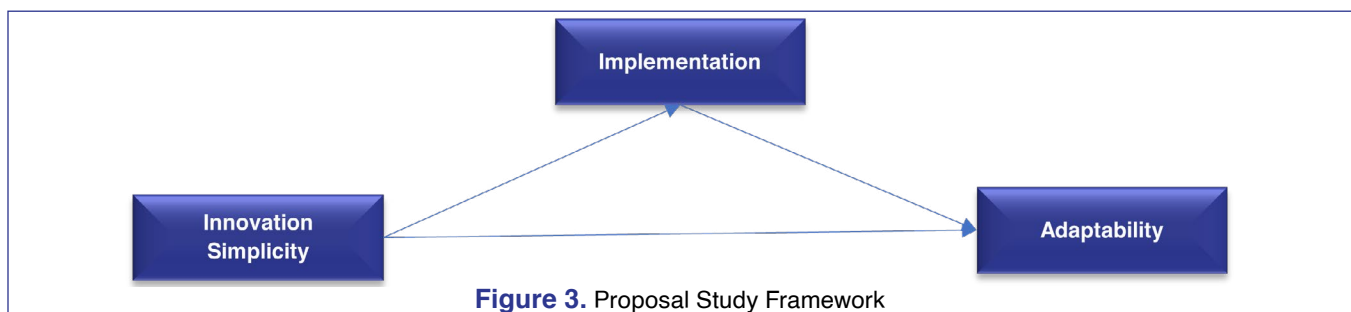 Implementation
Innovation
Simplicity
Adaptability
Figure 3. Proposal Study Framework